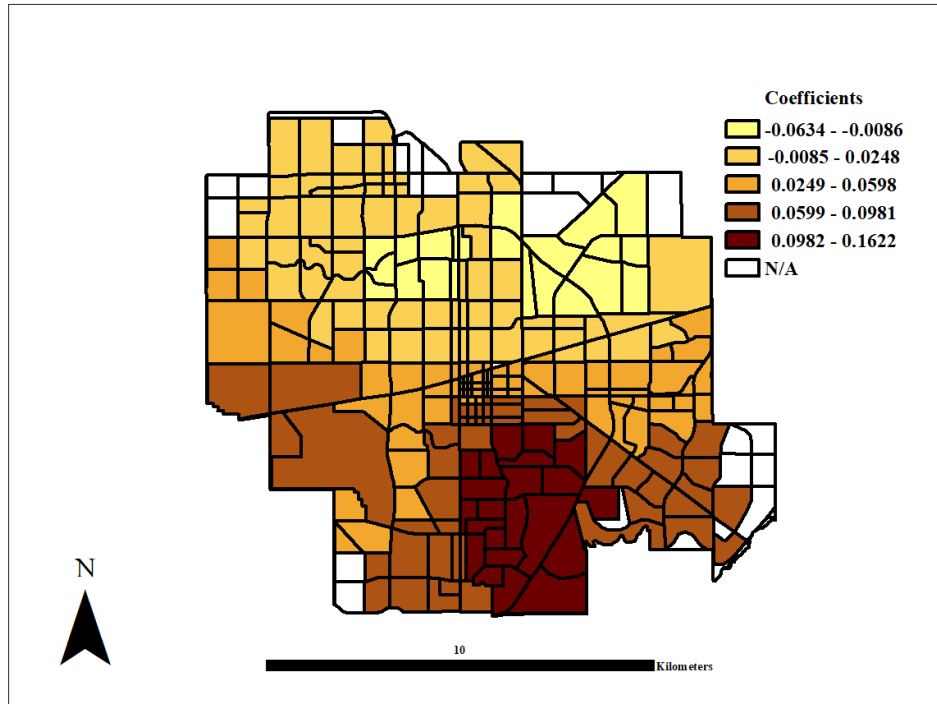 Coefficients
-0.0634 - -0.0086
-0.0085 - 0.0248
0.0249 - 0.0598
0.0599 - 0.0981
0.0982 - 0.1622
N/A
N
10
Kilometers